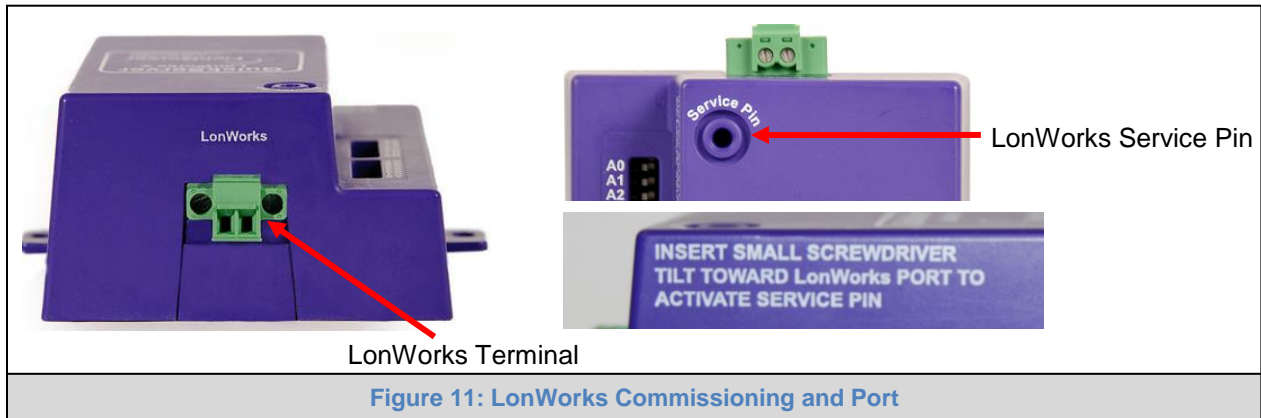 QuickServer
LonWorks
Service Pin
A0
A1
A2
LonWorks Service Pin
INSERT SMALL SCREWDRIVER
TILT TOWARD LonWorks PORT TO
ACTIVATE SERVICE PIN
LonWorks Terminal
Figure 11: LonWorks Commissioning and Port